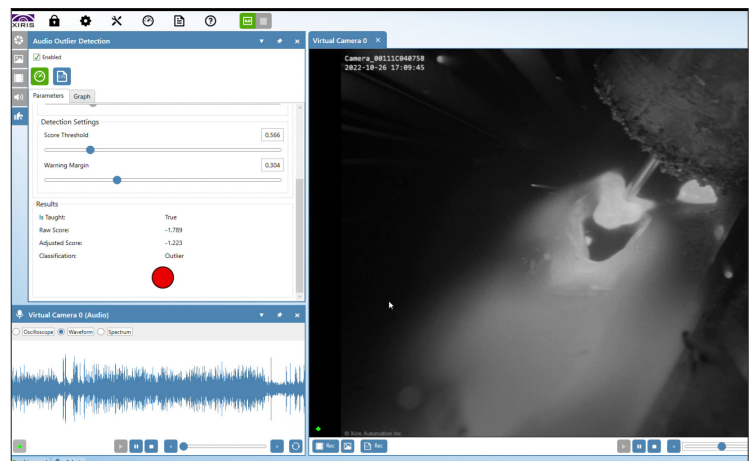 XIRIS
Audio Outlier Detection
Enabled
Parameters
Graph
Detection Settings
Score Threshold
0.566
Warning Margin
0.304
Results
Is Taught:
True
Raw Score:
-1.789
Adjusted Score:
-1.223
Classification:
Outlier
Virtual Camera 0 (Audio)
Oscilloscope
Waveform
Spectrum
Virtual Camera 0
Camera_00111C040758
2022-10-26 17:09:45
© Xiris Automation Inc
Rec
Rec